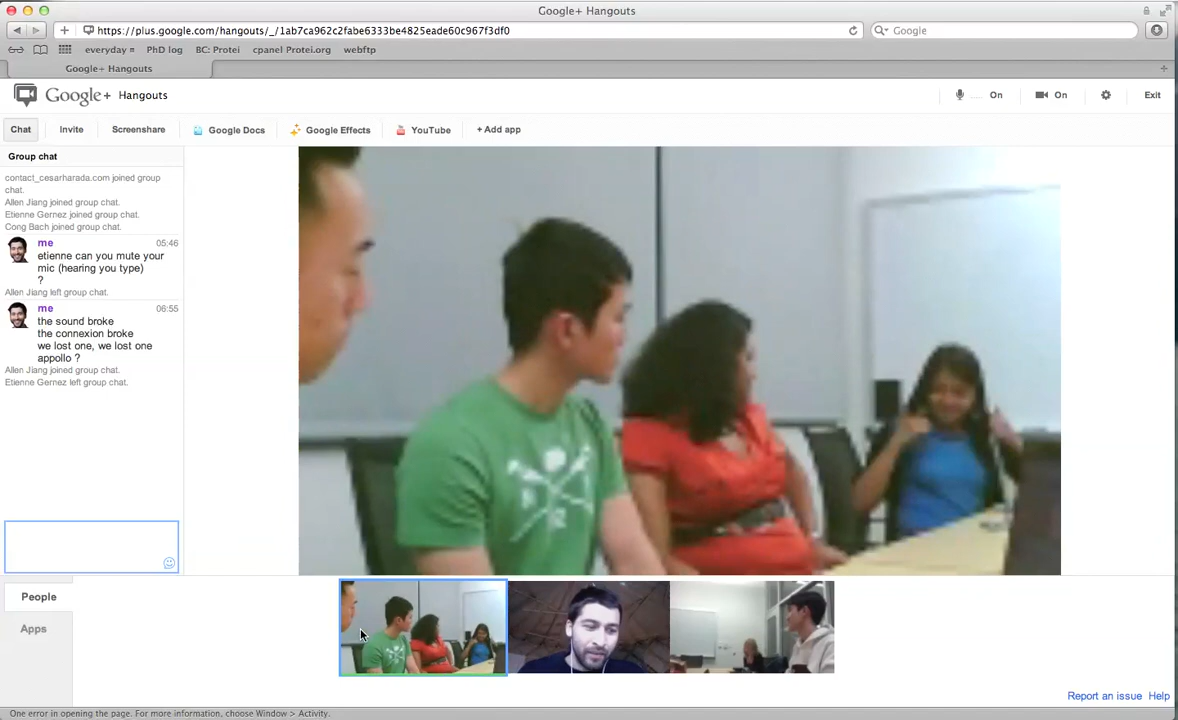 Google+ Hangouts
https://plus.google.com/hangouts/_/1ab7ca962c2fabe6333be4825eade60c967f3df0
Google
everyday
PhD log
BC: Protei
cpanel Protei.org
webftp
Google+ Hangouts
Google+ Hangouts
On
On
Exit
Chat
Invite
Screenshare
Google Docs
Google Effects
YouTube
+ Add app
Group chat
contact_cesarharada.com joined group
chat.
Allen Jiang joined group chat.
Etienne Gernez joined group chat.
Cong Bach joined group chat.
me 05:46
etienne can you mute your
mic (hearing you type)
?
Allen Jiang left group chat.
me 06:55
the sound broke
the connexion broke
we lost one, we lost one
appollo ?
Allen Jiang joined group chat.
Etienne Gernez left group chat.
People
Apps
Report an issue
Help
One error in opening the page. For more information, choose Window > Activity.